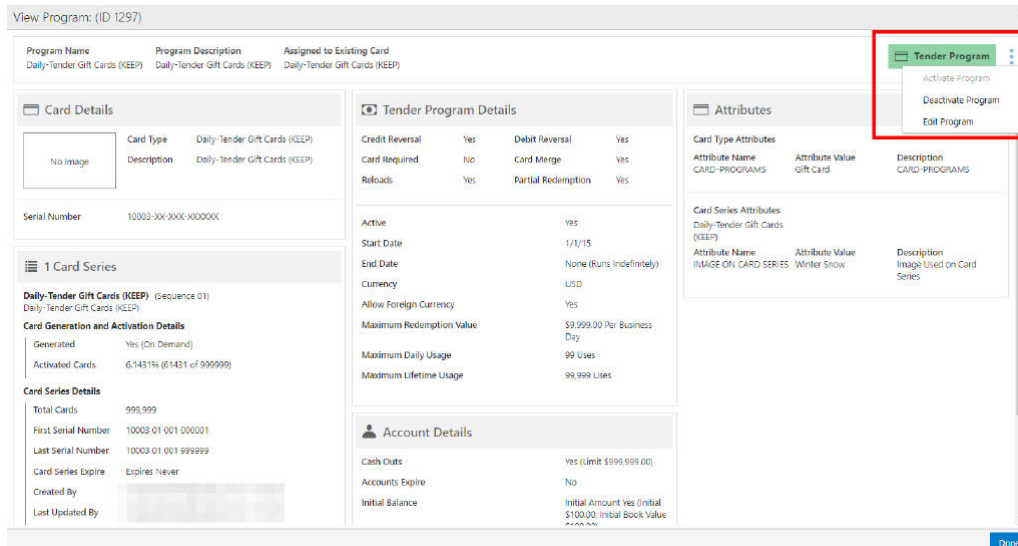 View Program: (ID 1297)
Program Name Program Description Assigned to Existing Card
Daily-Tender Gift Cards (KEEP) Daily-Tender Gift Cards (KEEP) Daily-Tender Gift Cards (KEEP)
Tender Program
Activate Program
Deactivate Program
Edit Program
Card Details
No Image
Card Type Daily-Tender Gift Cards (KEEP)
Description Daily-Tender Gift Cards (KEEP)
Serial Number 10003-XX-XXX-XXXXXX
1 Card Series
Daily-Tender Gift Cards (KEEP) (Sequence 01)
Daily-Tender Gift Cards (KEEP)
Card Generation and Activation Details
Generated Yes (On Demand)
Activated Cards 6.1431% (61431 of 999999)
Card Series Details
Total Cards 999,999
First Serial Number 10003 01 001 000001
Last Serial Number 10003 01 001 999999
Card Series Expire Expires Never
Created By
Last Updated By
Tender Program Details
Credit Reversal Yes Debit Reversal Yes
Card Required No Card Merge Yes
Reloads Yes Partial Redemption Yes
Active Yes
Start Date 1/1/15
End Date None (Runs Indefinitely)
Currency USD
Allow Foreign Currency Yes
Maximum Redemption Value $9,999.00 Per Business
Day
Maximum Daily Usage 99 Uses
Maximum Lifetime Usage 99,999 Uses
Account Details
Cash Outs Yes (Limit $999,999.00)
Accounts Expire No
Initial Balance Initial Amount Yes (Initial
$100.00, Initial Book Value
Attributes
Card Type Attributes
Attribute Name Attribute Value Description
CARD-PROGRAMS Gift Card CARD-PROGRAMS
Card Series Attributes
Daily-Tender Gift Cards
(KEEP)
Attribute Name Attribute Value Description
IMAGE ON CARD SERIES Winter Snow Image Used on Card
Series
Done